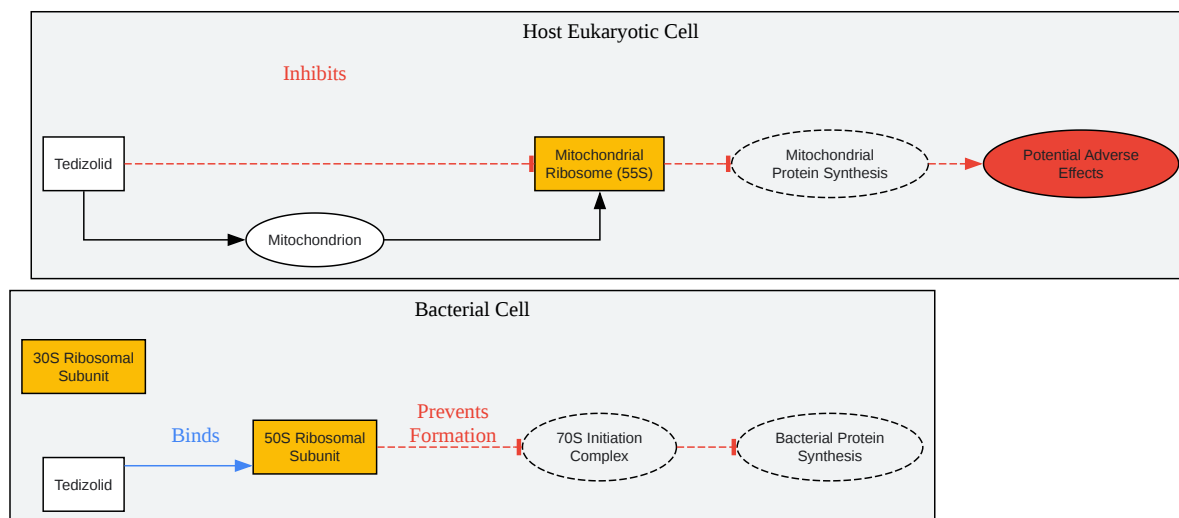 Host Eukaryotic Cell
Inhibits
Tedizolid
Mitochondrial
Ribosome (55S)
Mitochondrial
Protein Synthesis
Potential Adverse
Effects
Mitochondrion
Bacterial Cell
30S Ribosomal
Subunit
Binds
50S Ribosomal
Subunit
Prevents
Formation
70S Initiation
Complex
Bacterial Protein
Synthesis
Tedizolid